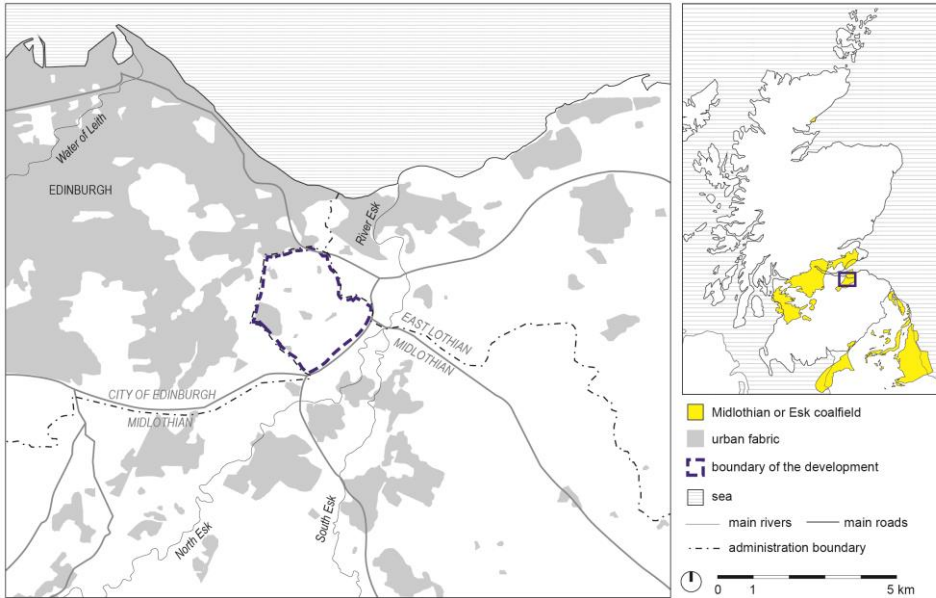 Water of Leith
EDINBURGH
River Esk
EAST LOTHIAN
MIDLOTHIAN
CITY OF EDINBURGH
MIDLOTHIAN
North Esk
South Esk
Midlothian or Esk coalfield
urban fabric
boundary of the development
sea
main rivers
main roads
administration boundary
0 1 5 km